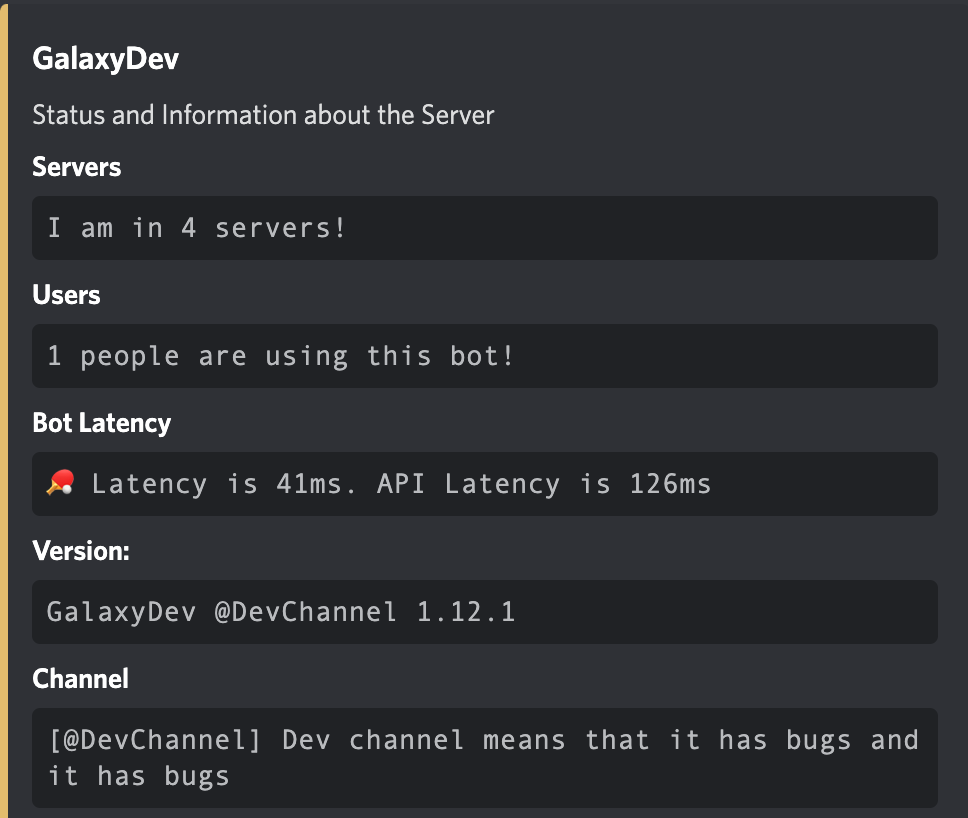 GalaxyDev
Status and Information about the Server
Servers
I am in 4 servers!
Users
1 people are using this bot!
Bot Latency
🏓 Latency is 41ms. API Latency is 126ms
Version:
GalaxyDev @DevChannel 1.12.1
Channel
[@DevChannel] Dev channel means that it has bugs and
it has bugs